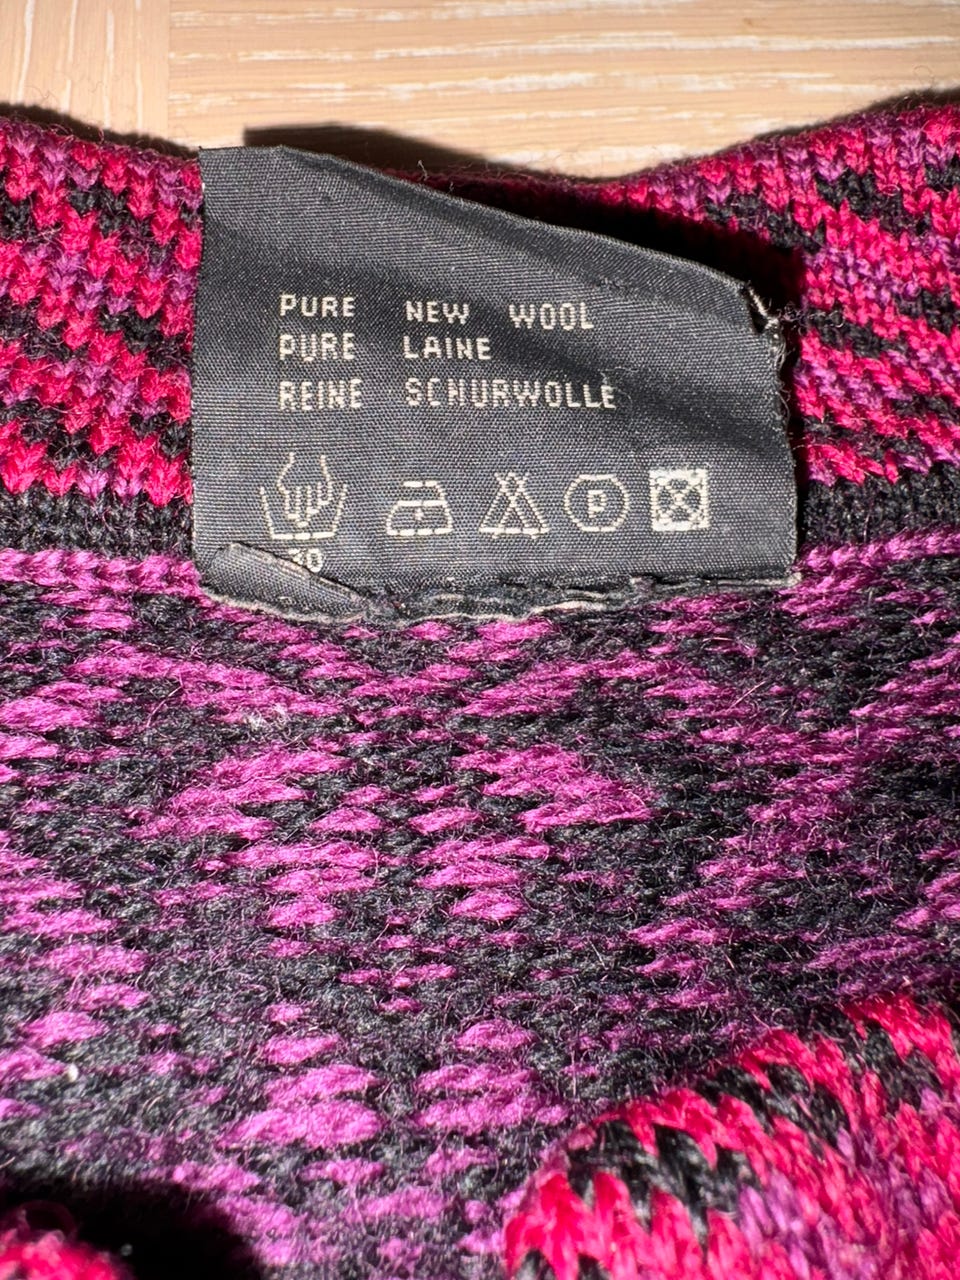 PURE NEW WOOL
PURE LAINE
REINE SCHURWOLLE
P
30